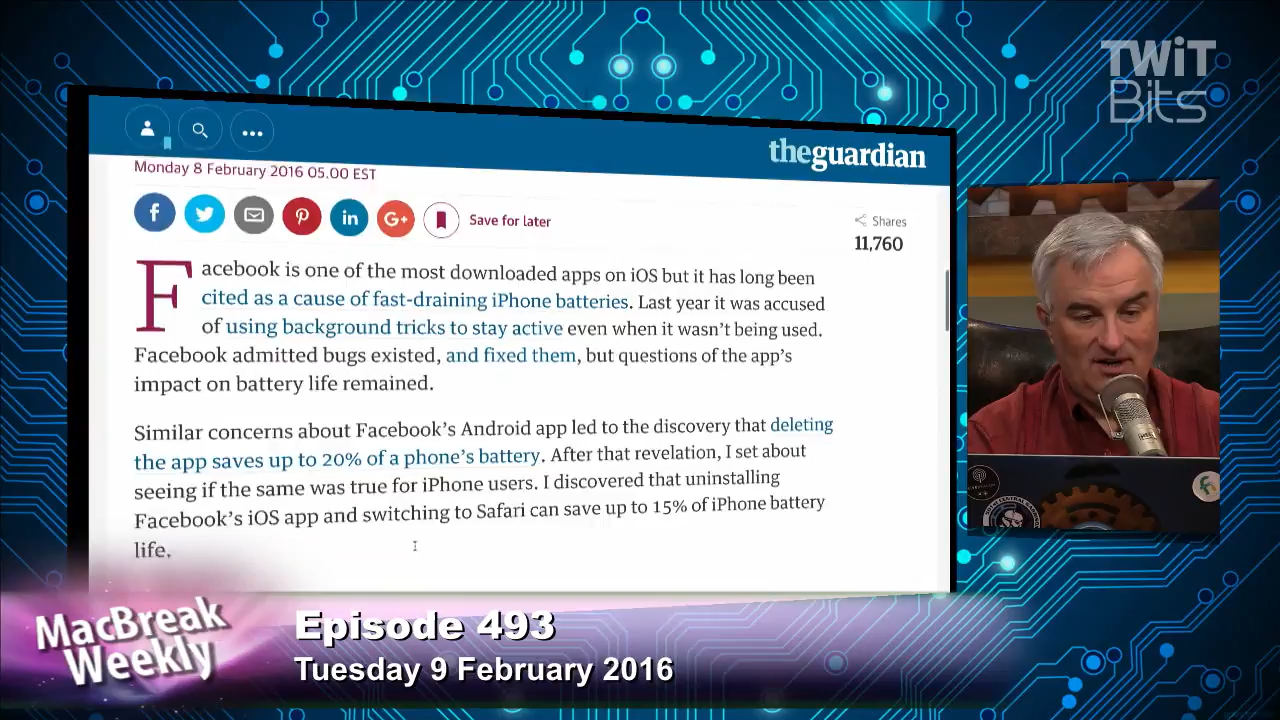 TWiT
Bits
theguardian
Monday 8 February 2016 05.00 EST
f
in
G+
Save for later
Shares
11,760
Facebook is one of the most downloaded apps on iOS but it has long been
cited as a cause of fast-draining iPhone batteries. Last year it was accused
of using background tricks to stay active even when it wasn't being used.
Facebook admitted bugs existed, and fixed them, but questions of the app's
impact on battery life remained.
Similar concerns about Facebook's Android app led to the discovery that deleting
the app saves up to 20% of a phone's battery. After that revelation, I set about
seeing if the same was true for iPhone users. I discovered that uninstalling
Facebook's iOS app and switching to Safari can save up to 15% of iPhone battery
life.
MacBreak
Weekly
Episode 493
Tuesday 9 February 2016